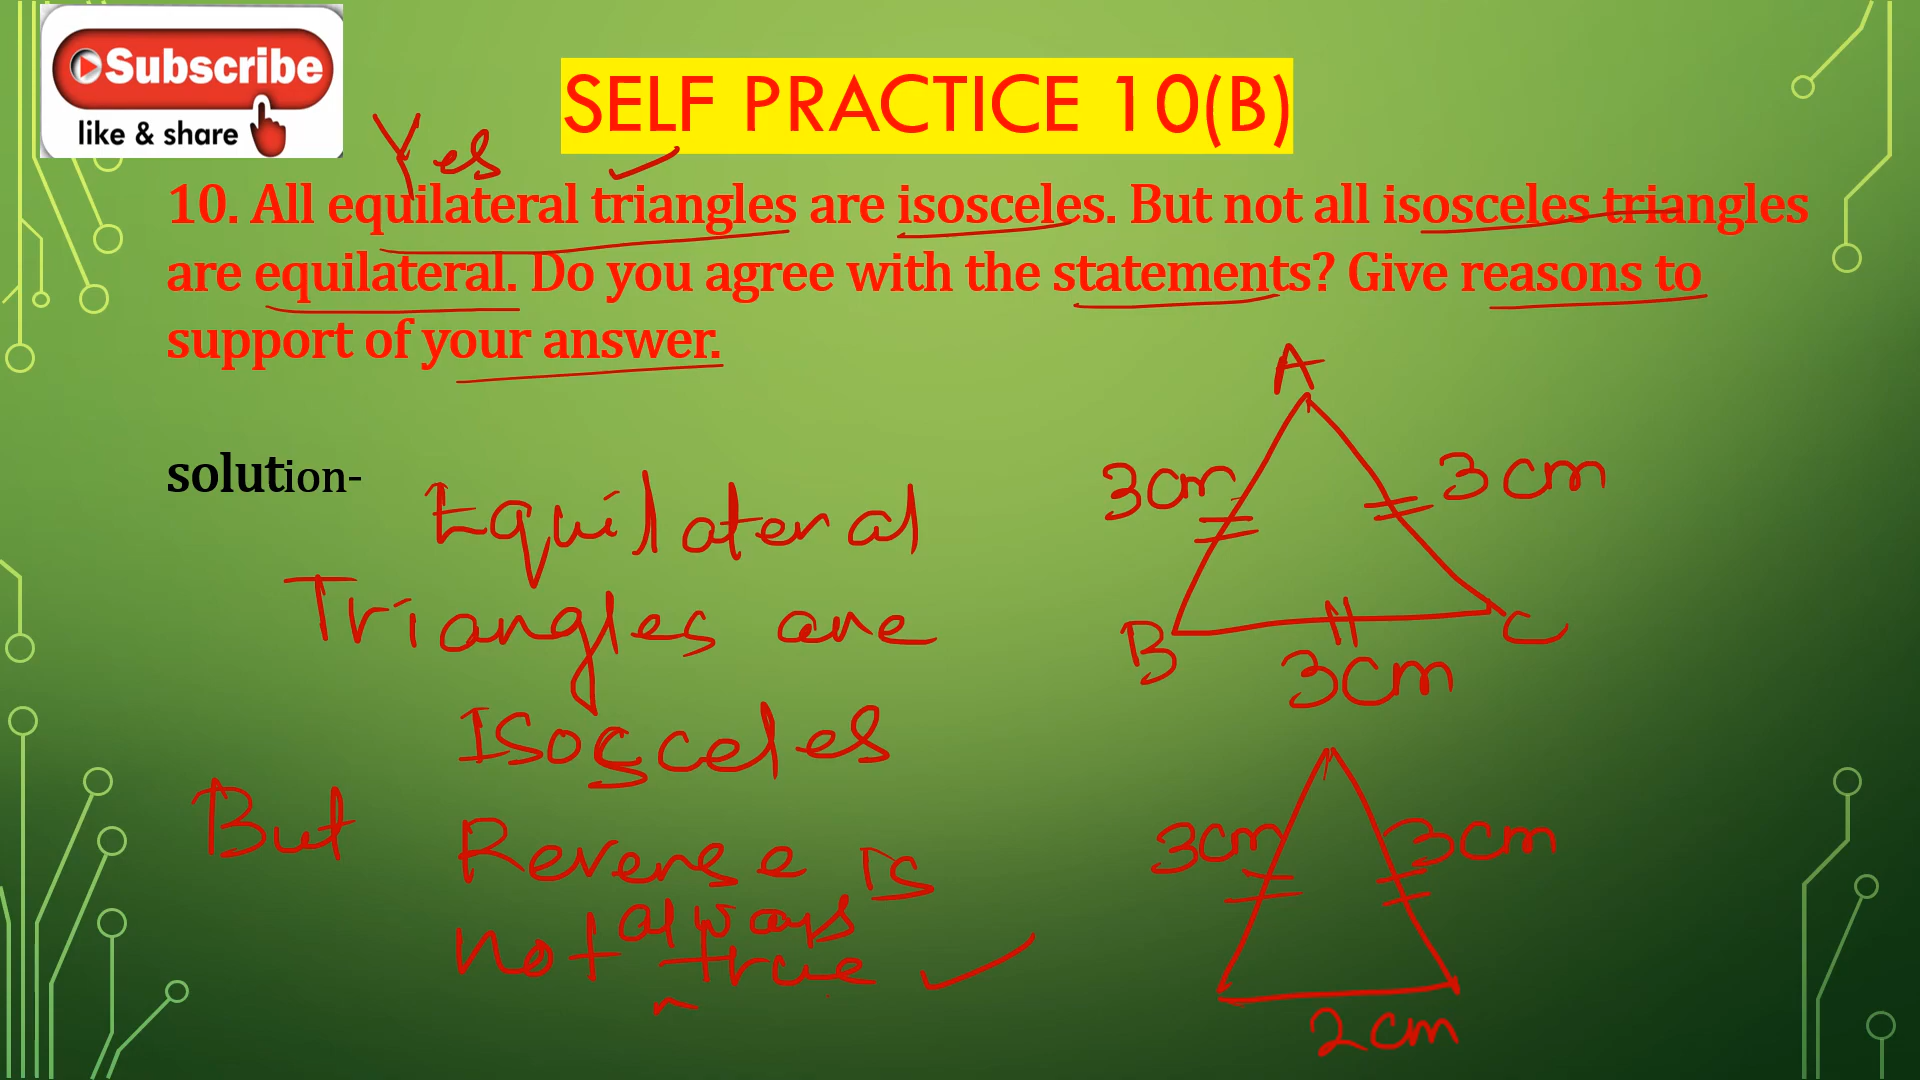 Subscribe
like & share
SELF PRACTICE 10(B)
Yes
10. All equilateral triangles are isosceles. But not all isosceles triangles
are equilateral. Do you agree with the statements? Give reasons to
support of your answer.
solution-
Equilateral
Triangles are
Isosceles
But Reverse is
not always true
A
3cm 3cm
B C
3cm
3cm 3cm
2cm